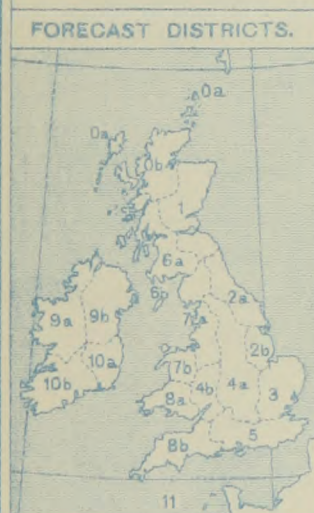 FORECAST DISTRICTS.
0a
0a
0b
6a
6b
2a
7a
9a
9b
2b
10a
7b
10b
8a
4b
4a
3
5
8b
11